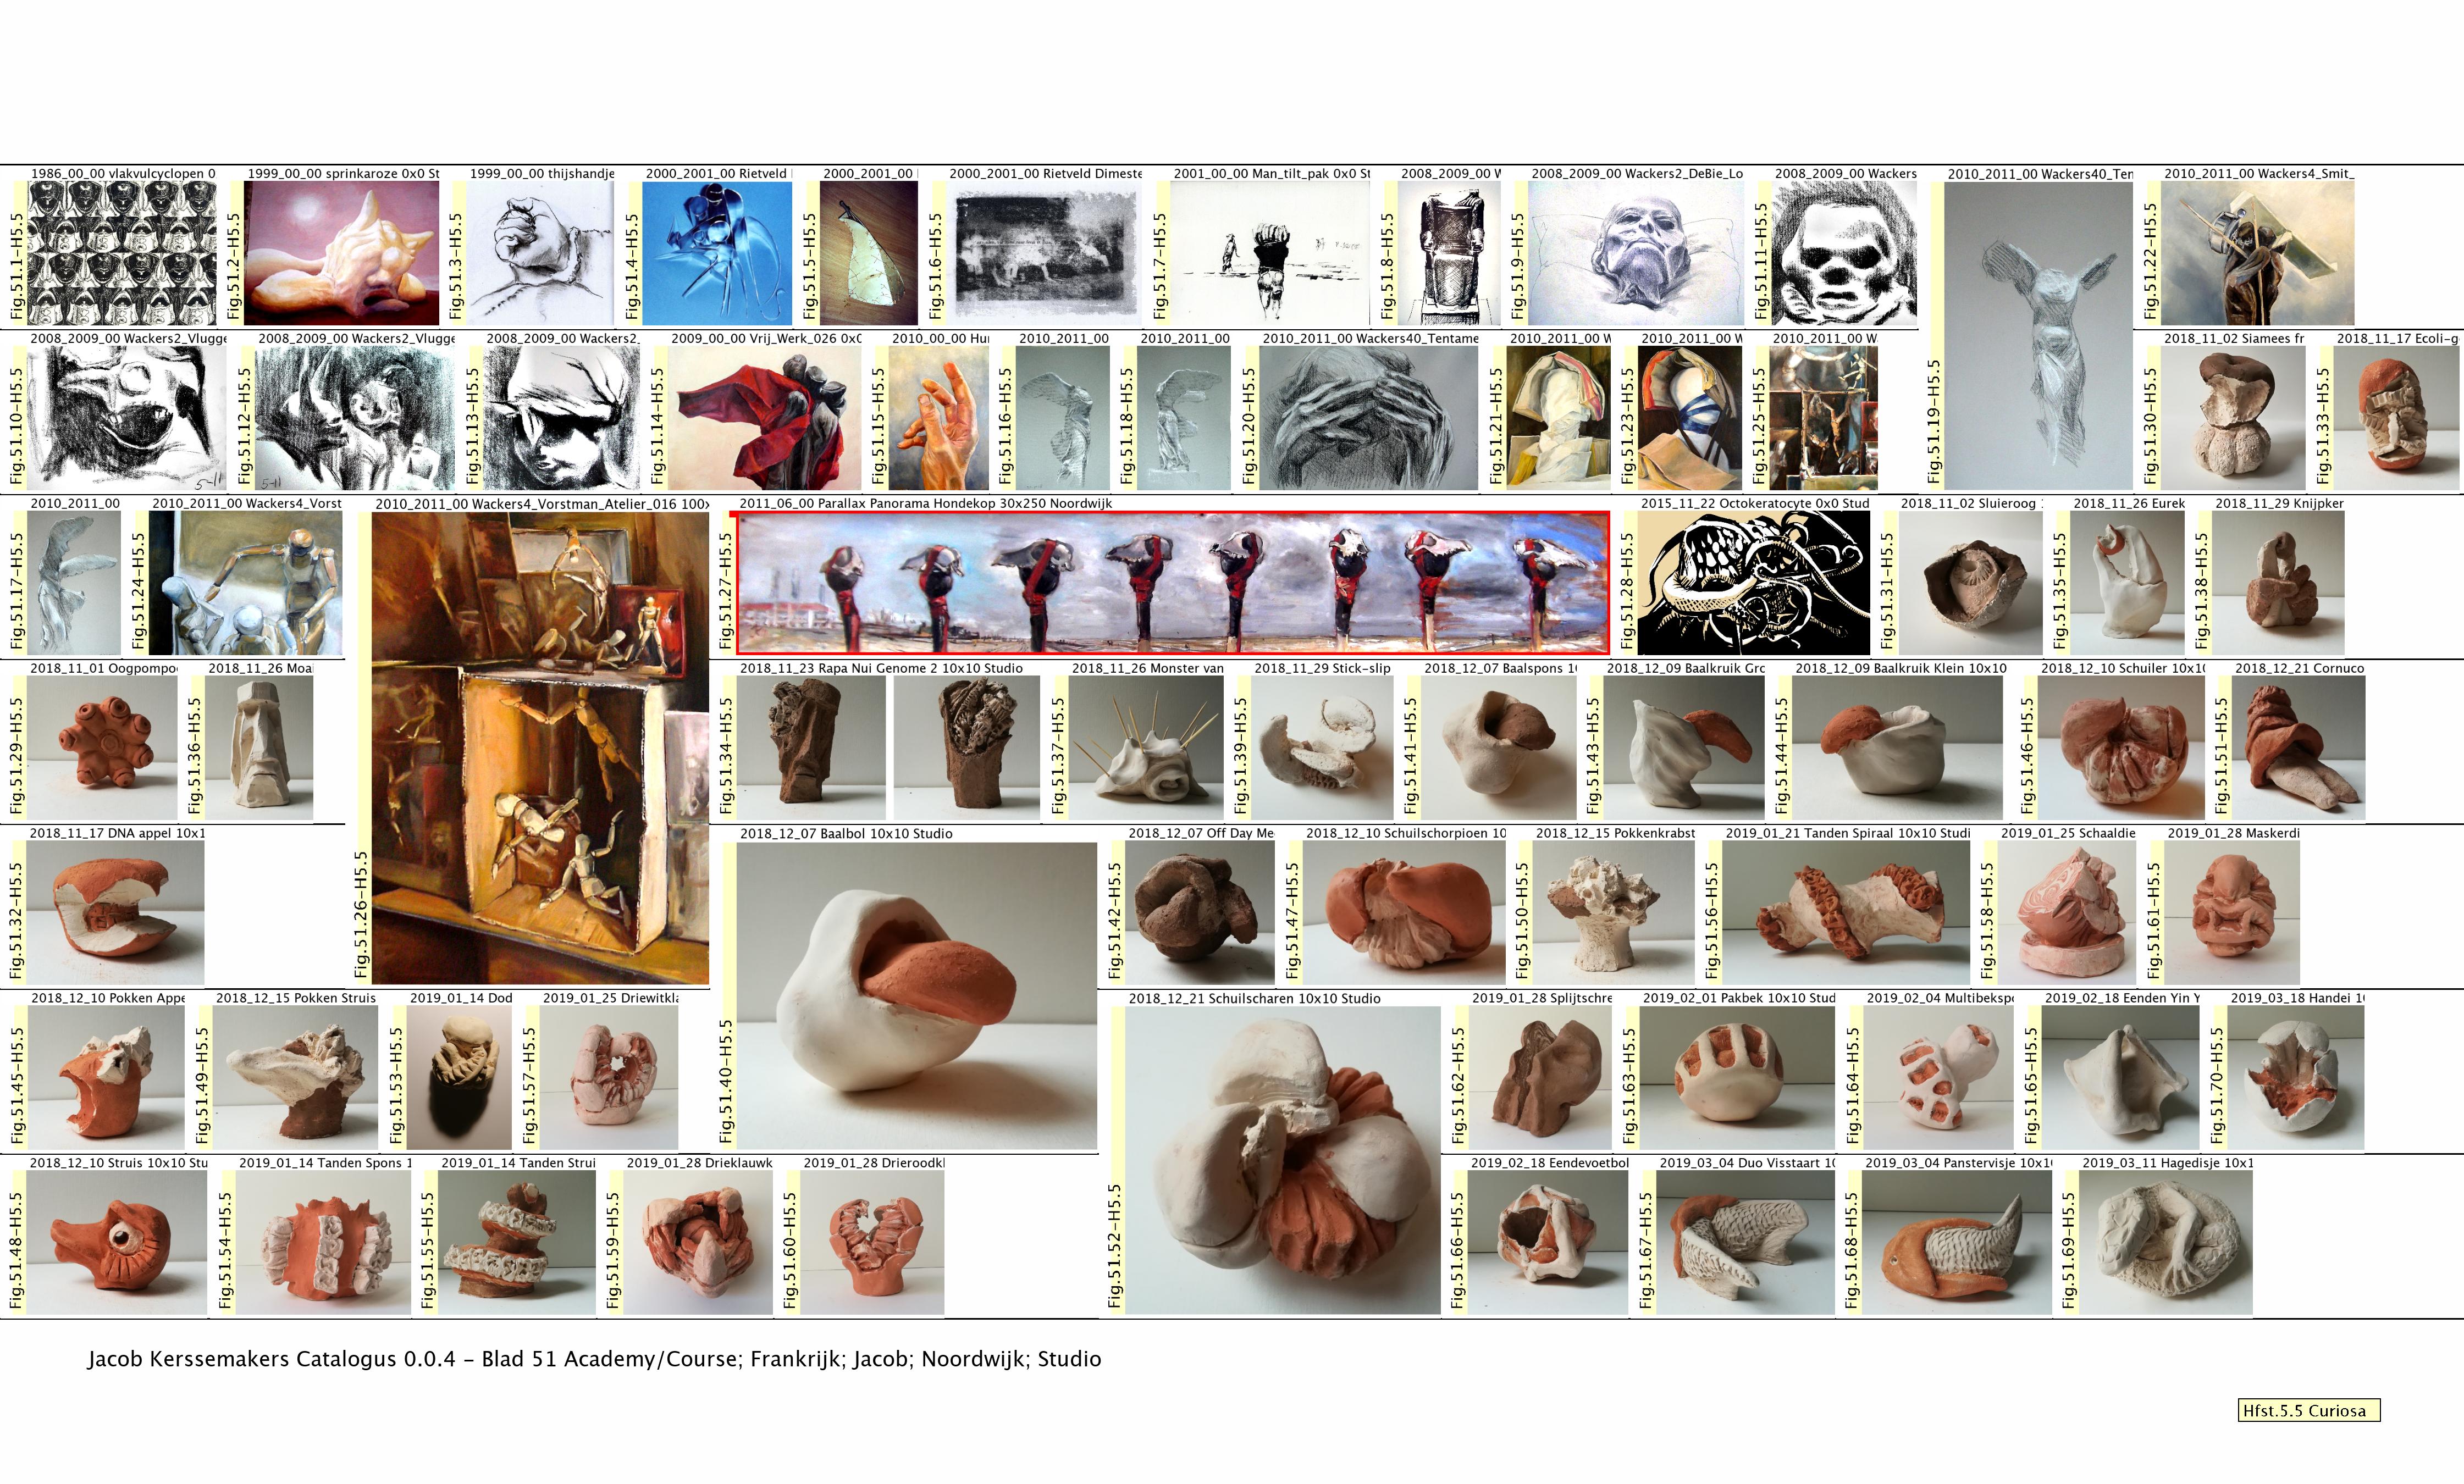 1986_00_00 vlakvulcyclopen 0
Fig.51.1-H5.5
1999_00_00 sprinkaroze 0x0 St
Fig.51.2-H5.5
1999_00_00 thijshandje
Fig.51.3-H5.5
2000_2001_00 Rietveld
Fig.51.4-H5.5
2000_2001_00
Fig.51.5-H5.5
2000_2001_00 Rietveld Dimeste
Fig.51.6-H5.5
2001_00_00 Man_tilt_pak 0x0 St
Fig.51.7-H5.5
2008_2009_00 W
Fig.51.8-H5.5
2008_2009_00 Wackers2_DeBie_Lo
Fig.51.9-H5.5
2008_2009_00 Wackers
Fig.51.11-H5.5
2010_2011_00 Wackers40_Ten
Fig.51.19-H5.5
2010_2011_00 Wackers4_Smit_
Fig.51.22-H5.5
2008_2009_00 Wackers2_Vlugge
Fig.51.10-H5.5
2008_2009_00 Wackers2_Vlugge
Fig.51.12-H5.5
2008_2009_00 Wackers2_
Fig.51.13-H5.5
2009_00_00 Vrij_Werk_026 0x0
Fig.51.14-H5.5
2010_00_00 Hui
Fig.51.15-H5.5
2010_2011_00
Fig.51.16-H5.5
2010_2011_00
Fig.51.18-H5.5
2010_2011_00 Wackers40_Tentame
Fig.51.20-H5.5
2010_2011_00 W
Fig.51.21-H5.5
2010_2011_00 W
Fig.51.23-H5.5
2010_2011_00 W
Fig.51.25-H5.5
2018_11_02 Siamees fr
Fig.51.30-H5.5
2018_11_17 Ecoli-g
Fig.51.33-H5.5
2010_2011_00
Fig.51.17-H5.5
2010_2011_00 Wackers4_Vorst
Fig.51.24-H5.5
2010_2011_00 Wackers4_Vorstman_Atelier_016 100x
Fig.51.26-H5.5
2011_06_00 Parallax Panorama Hondekop 30x250 Noordwijk
Fig.51.27-H5.5
2015_11_22 Octokeratocyte 0x0 Stud
Fig.51.28-H5.5
2018_11_02 Sluieroog 1
Fig.51.31-H5.5
2018_11_26 Eurek
Fig.51.35-H5.5
2018_11_29 Knijpker
Fig.51.38-H5.5
2018_11_01 Oogpompo
Fig.51.29-H5.5
2018_11_26 Moai
Fig.51.36-H5.5
2018_11_23 Rapa Nui Genome 2 10x10 Studio
Fig.51.34-H5.5
2018_11_26 Monster van
Fig.51.37-H5.5
2018_11_29 Stick-slip
Fig.51.39-H5.5
2018_12_07 Baalspons 10
Fig.51.41-H5.5
2018_12_09 Baalkruik Gro
Fig.51.43-H5.5
2018_12_09 Baalkruik Klein 10x10
Fig.51.44-H5.5
2018_12_10 Schuiler 10x10
Fig.51.46-H5.5
2018_12_21 Cornuco
Fig.51.51-H5.5
2018_11_17 DNA appel 10x1
Fig.51.32-H5.5
2018_12_07 Baalbol 10x10 Studio
Fig.51.40-H5.5
2018_12_07 Off Day Me
Fig.51.42-H5.5
2018_12_10 Schuilschorpioen 10
Fig.51.47-H5.5
2018_12_15 Pokkenkrabst
Fig.51.50-H5.5
2019_01_21 Tanden Spiraal 10x10 Studi
Fig.51.56-H5.5
2019_01_25 Schaaldie
Fig.51.58-H5.5
2019_01_28 Maskerdi
Fig.51.61-H5.5
2018_12_10 Pokken Appe
Fig.51.45-H5.5
2018_12_15 Pokken Struis
Fig.51.49-H5.5
2019_01_14 Dod
Fig.51.53-H5.5
2019_01_25 Driewitkla
Fig.51.57-H5.5
2018_12_21 Schuilscharen 10x10 Studio
Fig.51.52-H5.5
2019_01_28 Splijtschre
Fig.51.62-H5.5
2019_02_01 Pakbek 10x10 Stud
Fig.51.63-H5.5
2019_02_04 Multibekspo
Fig.51.64-H5.5
2019_02_18 Eenden Yin Y
Fig.51.65-H5.5
2019_03_18 Handei 10
Fig.51.70-H5.5
2018_12_10 Struis 10x10 Stu
Fig.51.48-H5.5
2019_01_14 Tanden Spons 1
Fig.51.54-H5.5
2019_01_14 Tanden Strui
Fig.51.55-H5.5
2019_01_28 Drieklauwk
Fig.51.59-H5.5
2019_01_28 Drieroodkl
Fig.51.60-H5.5
2019_02_18 Eendevoetbol
Fig.51.66-H5.5
2019_03_04 Duo Visstaart 10
Fig.51.67-H5.5
2019_03_04 Panstervisje 10x10
Fig.51.68-H5.5
2019_03_11 Hagedisje 10x1
Fig.51.69-H5.5
Jacob Kerssemakers Catalogus 0.0.4 - Blad 51 Academy/Course; Frankrijk; Jacob; Noordwijk; Studio
Hfst.5.5 Curiosa